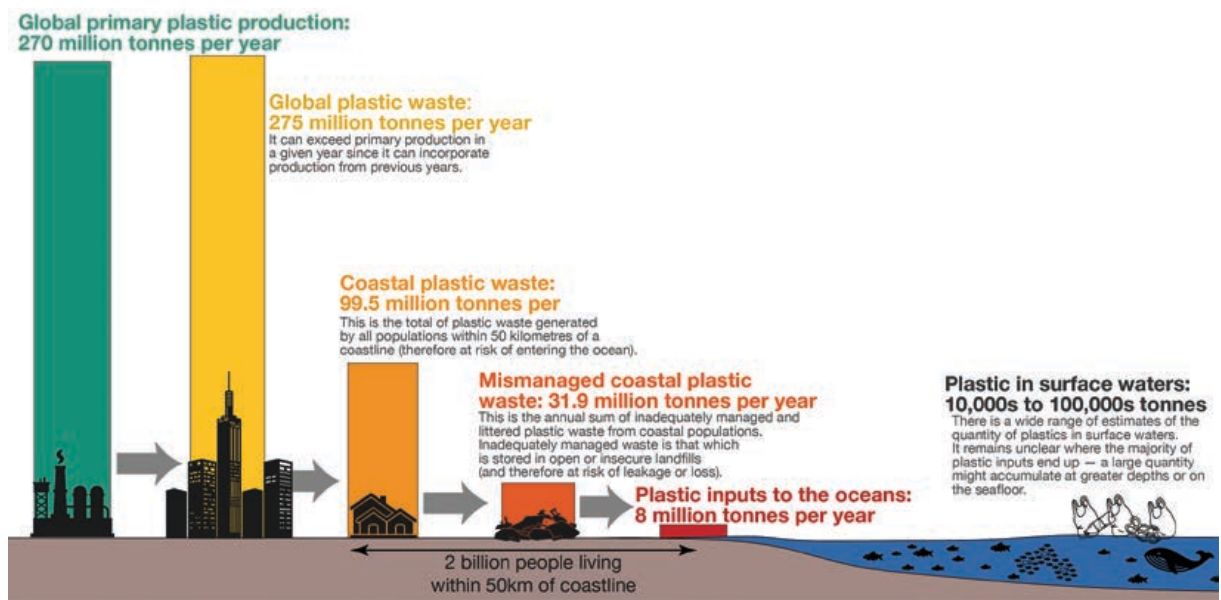 Global primary plastic production:
270 million tonnes per year
Global plastic waste:
275 million tonnes per year
It can exceed primary production in
a given year since it can incorporate
production from previous years.
Coastal plastic waste:
99.5 million tonnes per
This is the total of plastic waste generated
by all populations within 50 kilometres of a
coastline (therefore at risk of entering the ocean).
Mismanaged coastal plastic
waste: 31.9 million tonnes per year
This is the annual sum of inadequately managed and
littered plastic waste from coastal populations.
Inadequately managed waste is that which
is stored in open or insecure landfills
(and therefore at risk of leakage or loss).
Plastic inputs to the oceans:
8 million tonnes per year
Plastic in surface waters:
10,000s to 100,000s tonnes
There is a wide range of estimates of the
quantity of plastics in surface waters.
It remains unclear where the majority of
plastic inputs end up — a large quantity
might accumulate at greater depths or on
the seafloor.
2 billion people living
within 50km of coastline